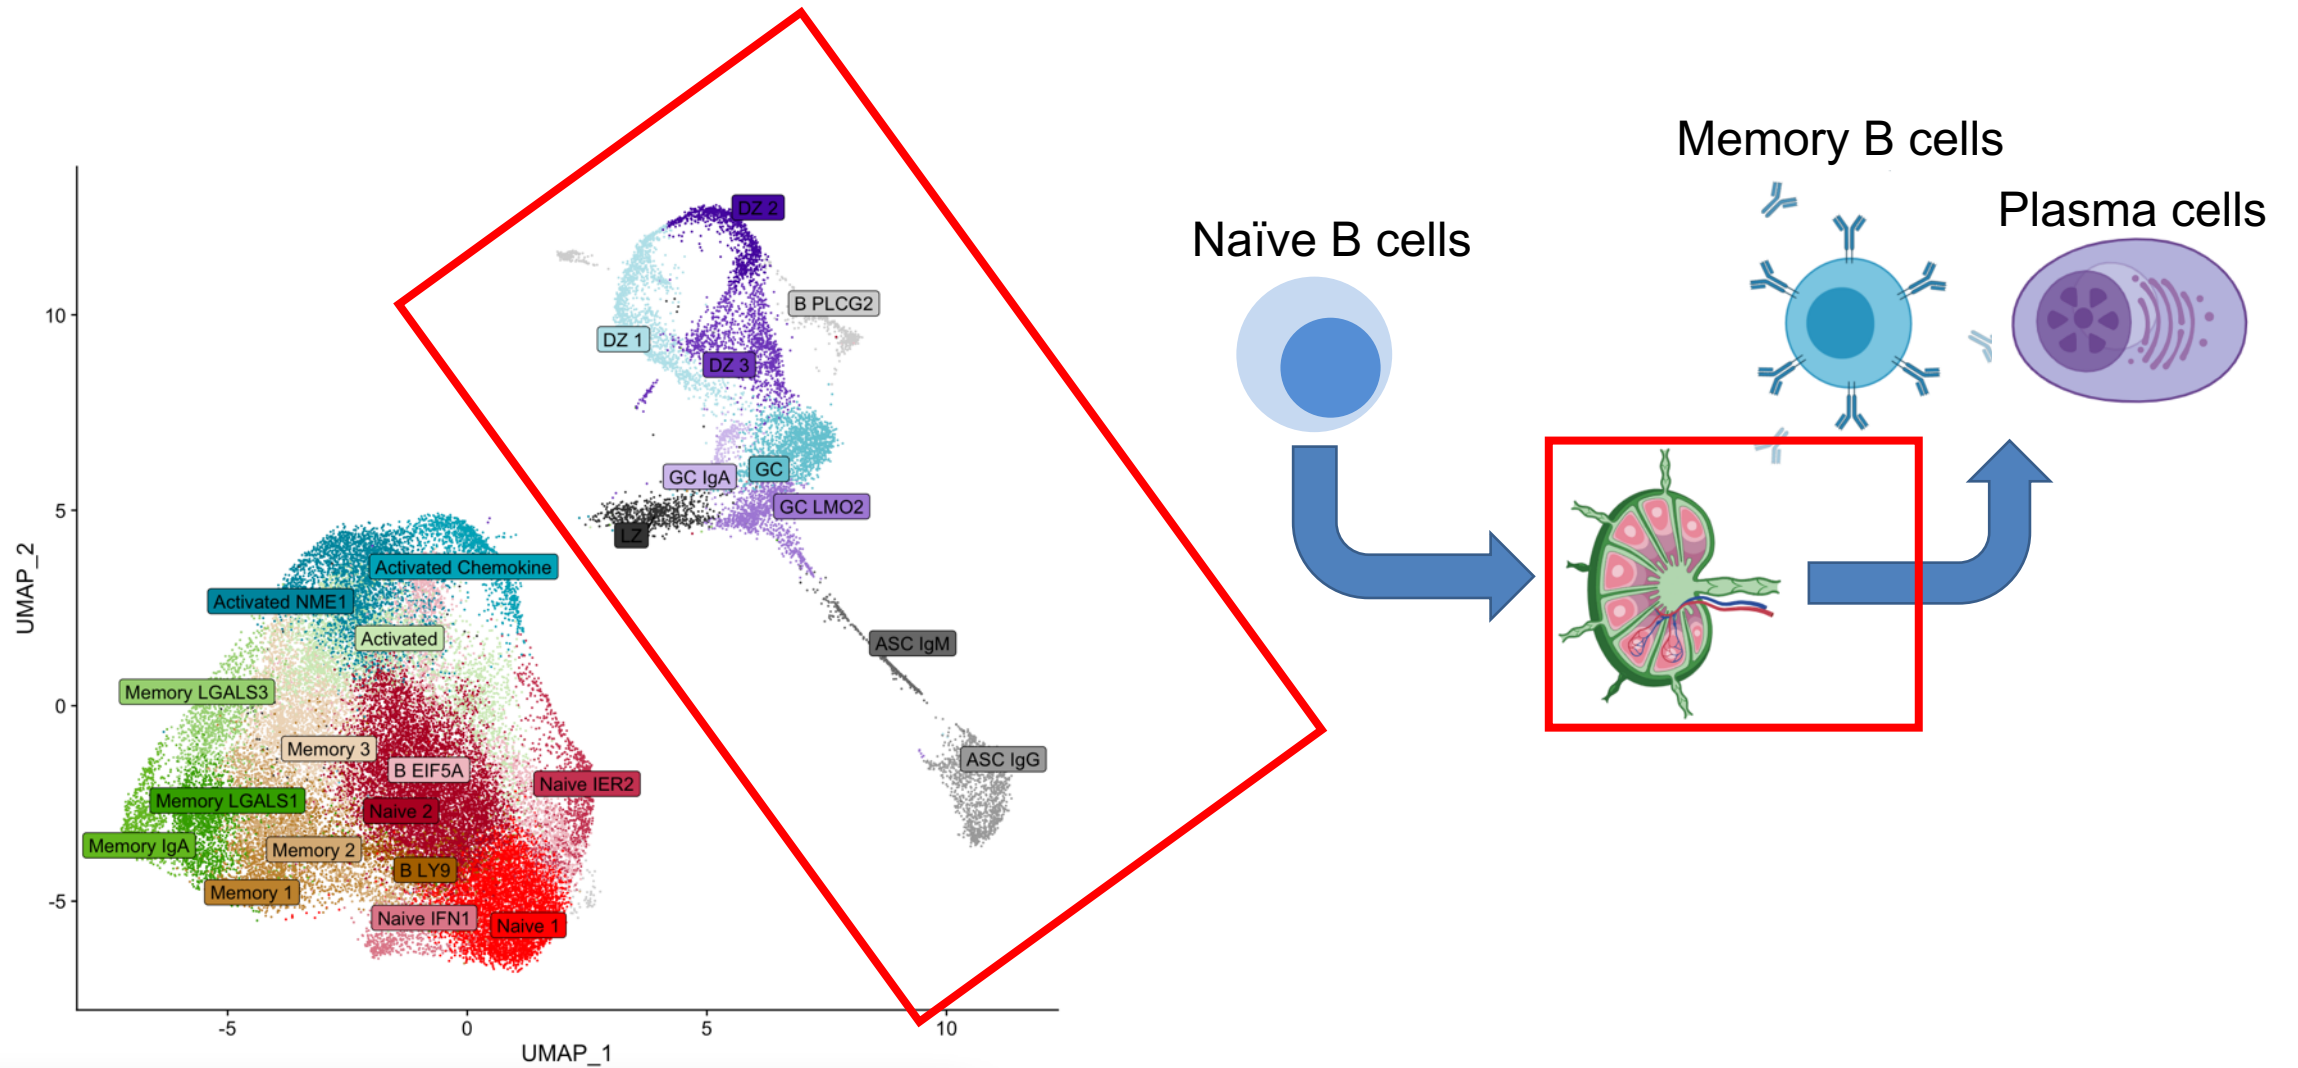 Memory B cells
Plasma cells
Naïve B cells
DZ 2
B PLCG2
10
DZ 1
DZ 3
GC IgA
GC
GC LMO2
5
LZ
Activated Chemokine
Activated NME1
UMAP_2
Activated
ASC IgM
Memory LGALS3
0
Memory 3
ASC IgG
B EIF5A
Naive IER2
Memory LGALS1
Naive 2
Memory IgA
Memory 2
B LY9
Memory 1
-5
Naive IFN1
Naive 1
-5
0
5
10
UMAP_1